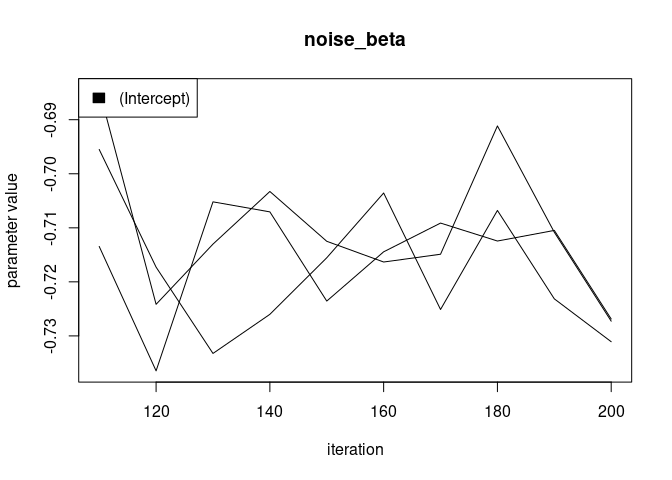 noise_beta
(Intercept)
parameter value
-0.69
-0.70
-0.71
-0.72
-0.73
120 140 160 180 200
iteration